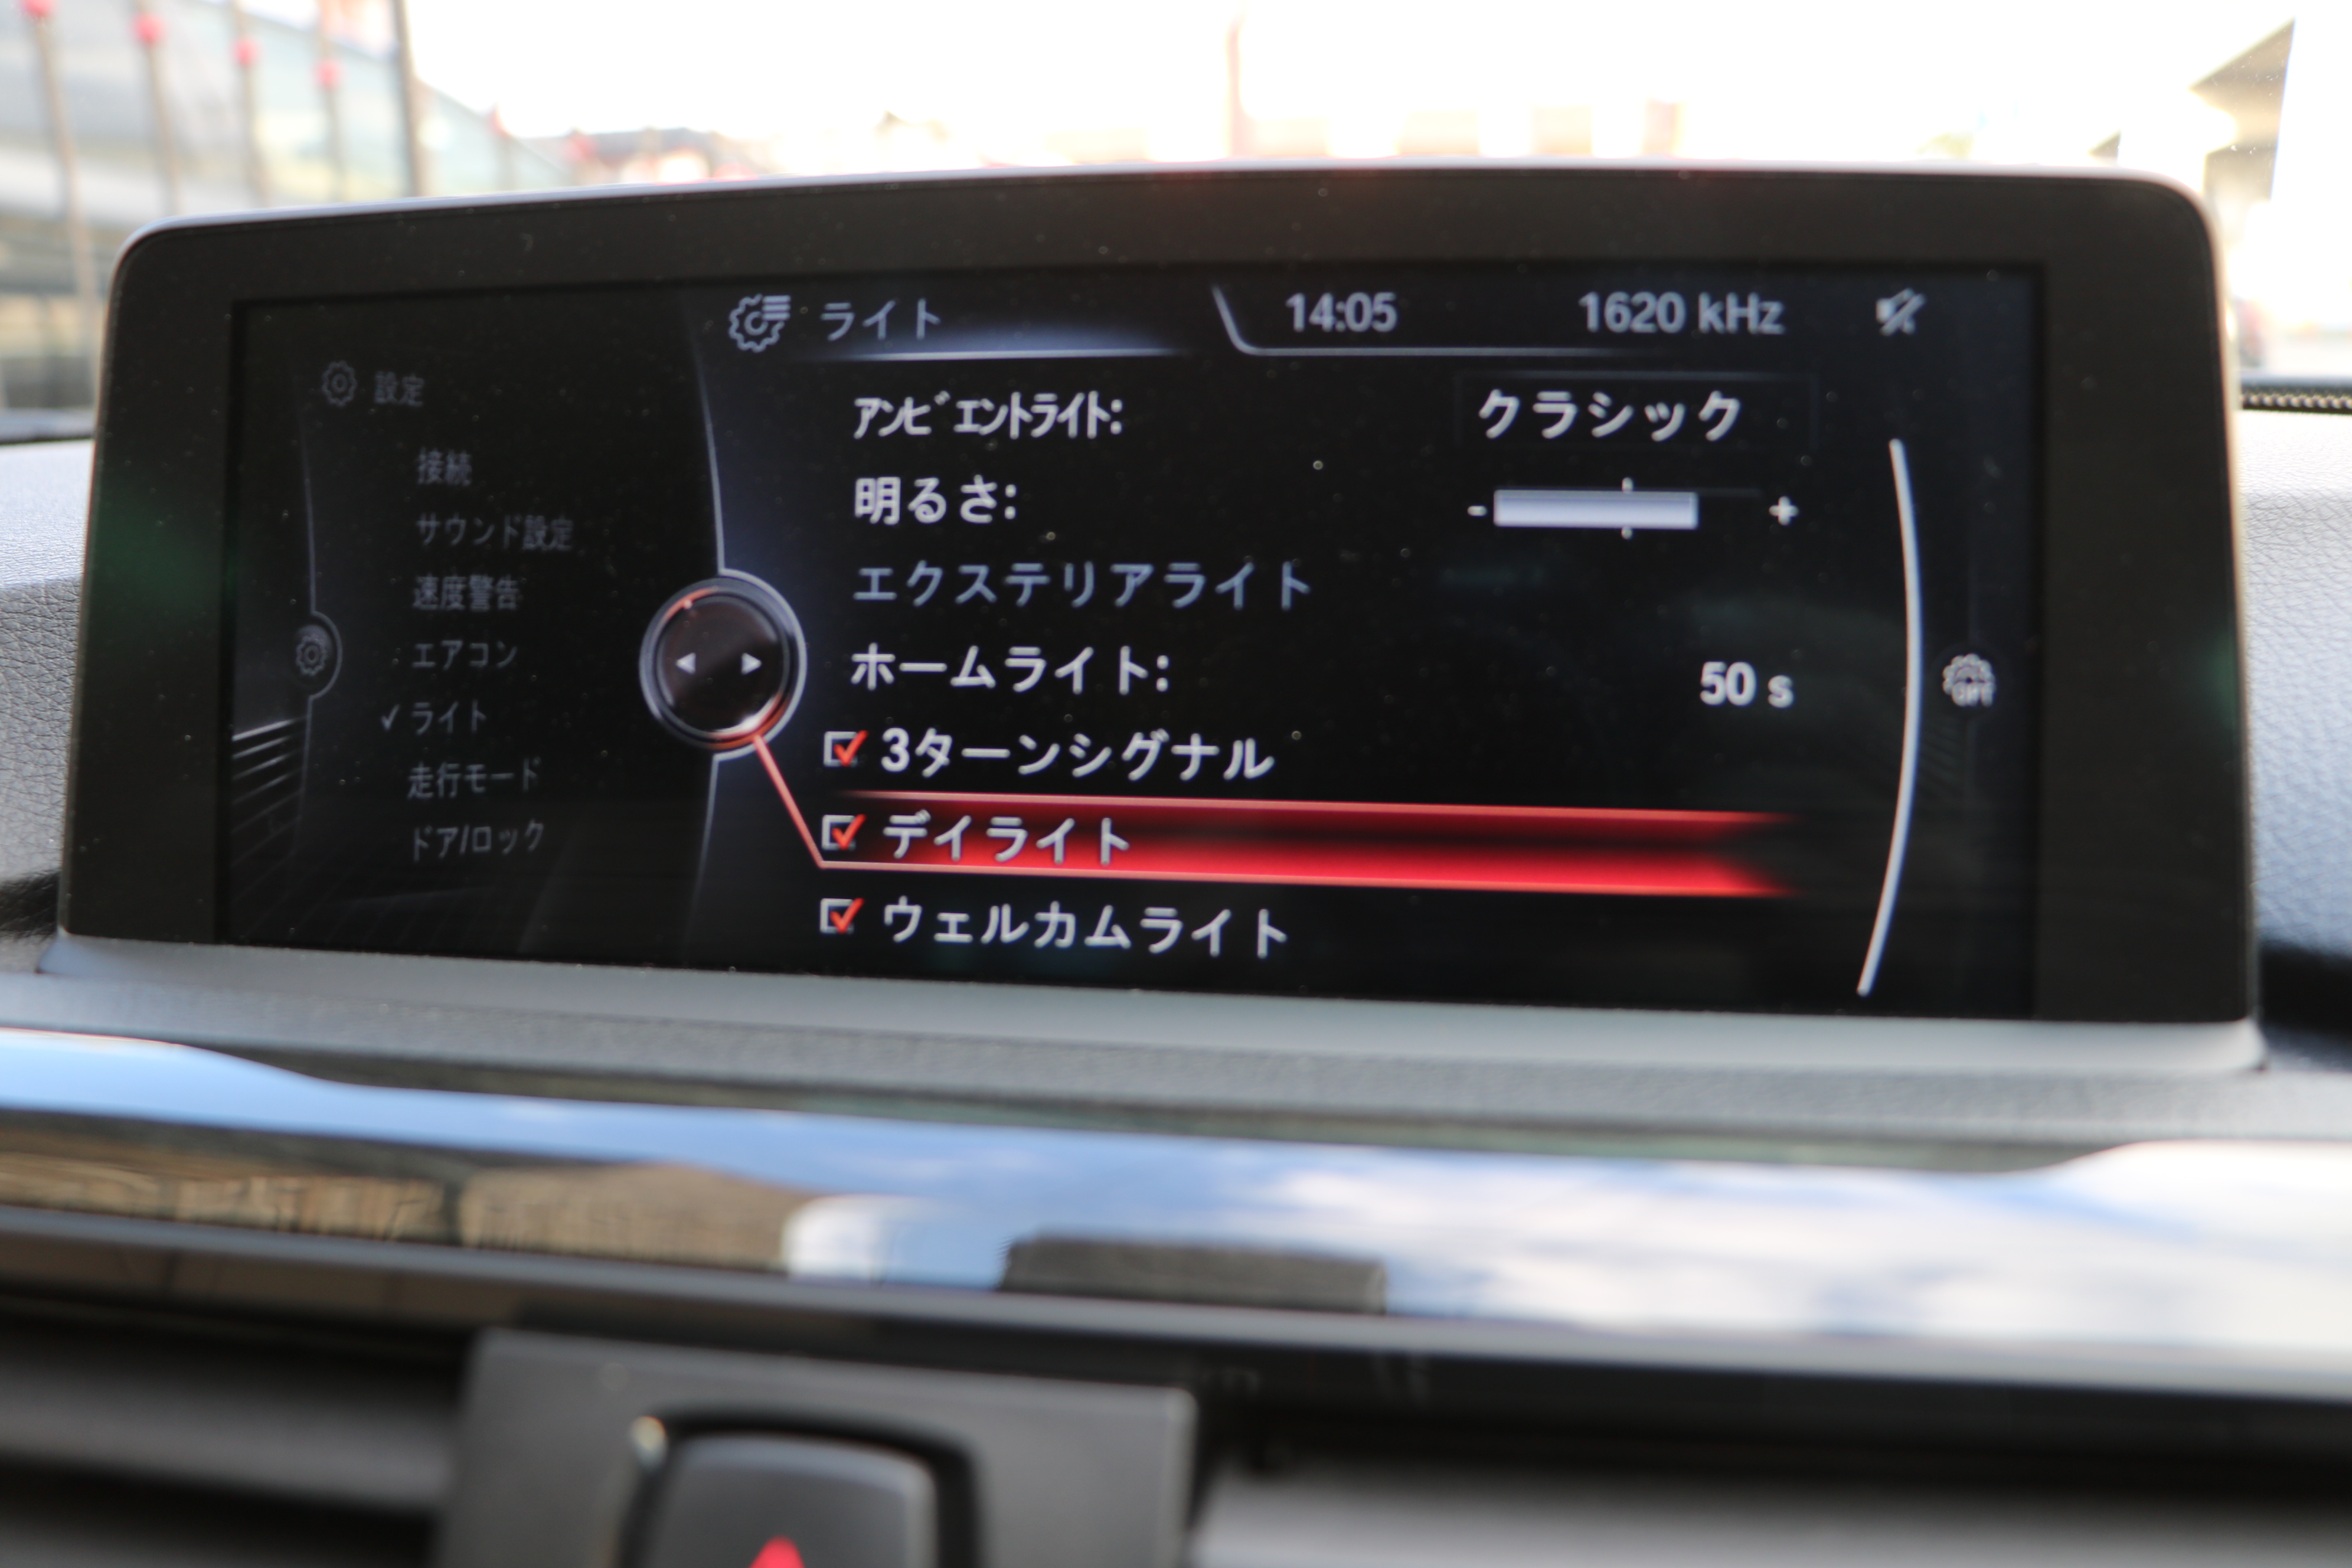 ライト
14:05
1620 kHz
設定
接続
サウンド設定
速度警告
エアコン
✓ ライト
走行モード
ドア/ロック
アンビエントライト: クラシック
明るさ: - +
エクステリアライト
ホームライト: 50 s
3ターンシグナル
デイライト
ウェルカムライト